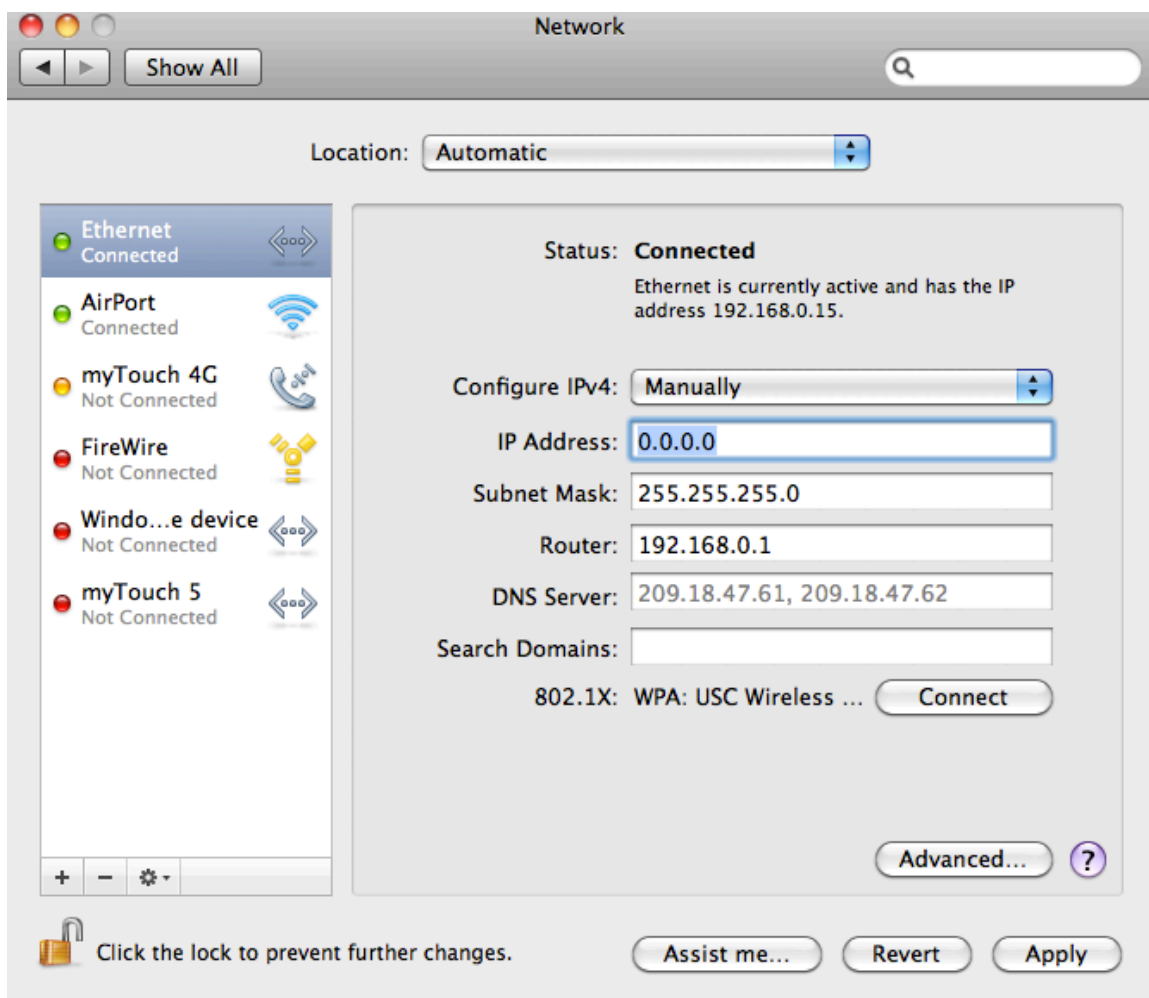 Network
Show All
Location: Automatic
Ethernet
Connected
AirPort
Connected
myTouch 4G
Not Connected
FireWire
Not Connected
Windo...e device
Not Connected
myTouch 5
Not Connected
Status: Connected
Ethernet is currently active and has the IP
address 192.168.0.15.
Configure IPv4: Manually
IP Address: 0.0.0.0
Subnet Mask: 255.255.255.0
Router: 192.168.0.1
DNS Server: 209.18.47.61, 209.18.47.62
Search Domains:
802.1X: WPA: USC Wireless ... Connect
Advanced... ?
+ −
Click the lock to prevent further changes.
Assist me... Revert Apply